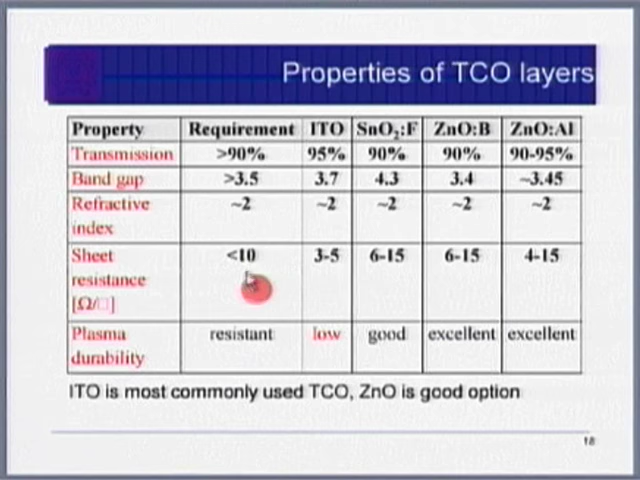 Properties of TCO layers
Property Requirement ITO SnO₂:F ZnO:B ZnO:Al
Transmission >90% 95% 90% 90% 90-95%
Band gap >3.5 3.7 4.3 3.4 ~3.45
Refractive ~2 ~2 ~2 ~2 ~2
index
Sheet <10 3-5 6-15 6-15 4-15
resistance
[Ω/□]
Plasma resistant low good excellent excellent
durability
ITO is most commonly used TCO, ZnO is good option
18